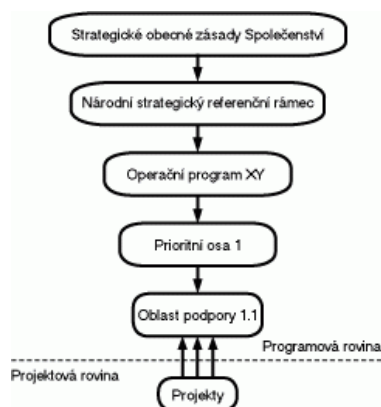 Strategické obecné zásady Společenství
Národní strategický referenční rámec
Operační program XY
Prioritní osa 1
Oblast podpory 1.1
Programová rovina
Projektová rovina
Projekty